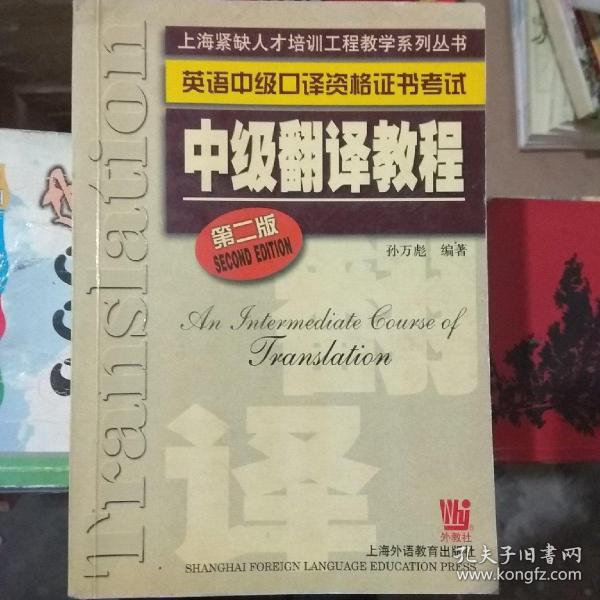 上海紧缺人才培训工程教学系列丛书
英语中级口译资格证书考试
中级翻译教程
第二版
SECOND EDITION
孙万彪 编著
An Intermediate Course of
Translation
Translation
翻
译
外教社
上海外语教育出版社
SHANGHAI FOREIGN LANGUAGE EDUCATION PRESS
孔夫子旧书网
www.kongfz.com